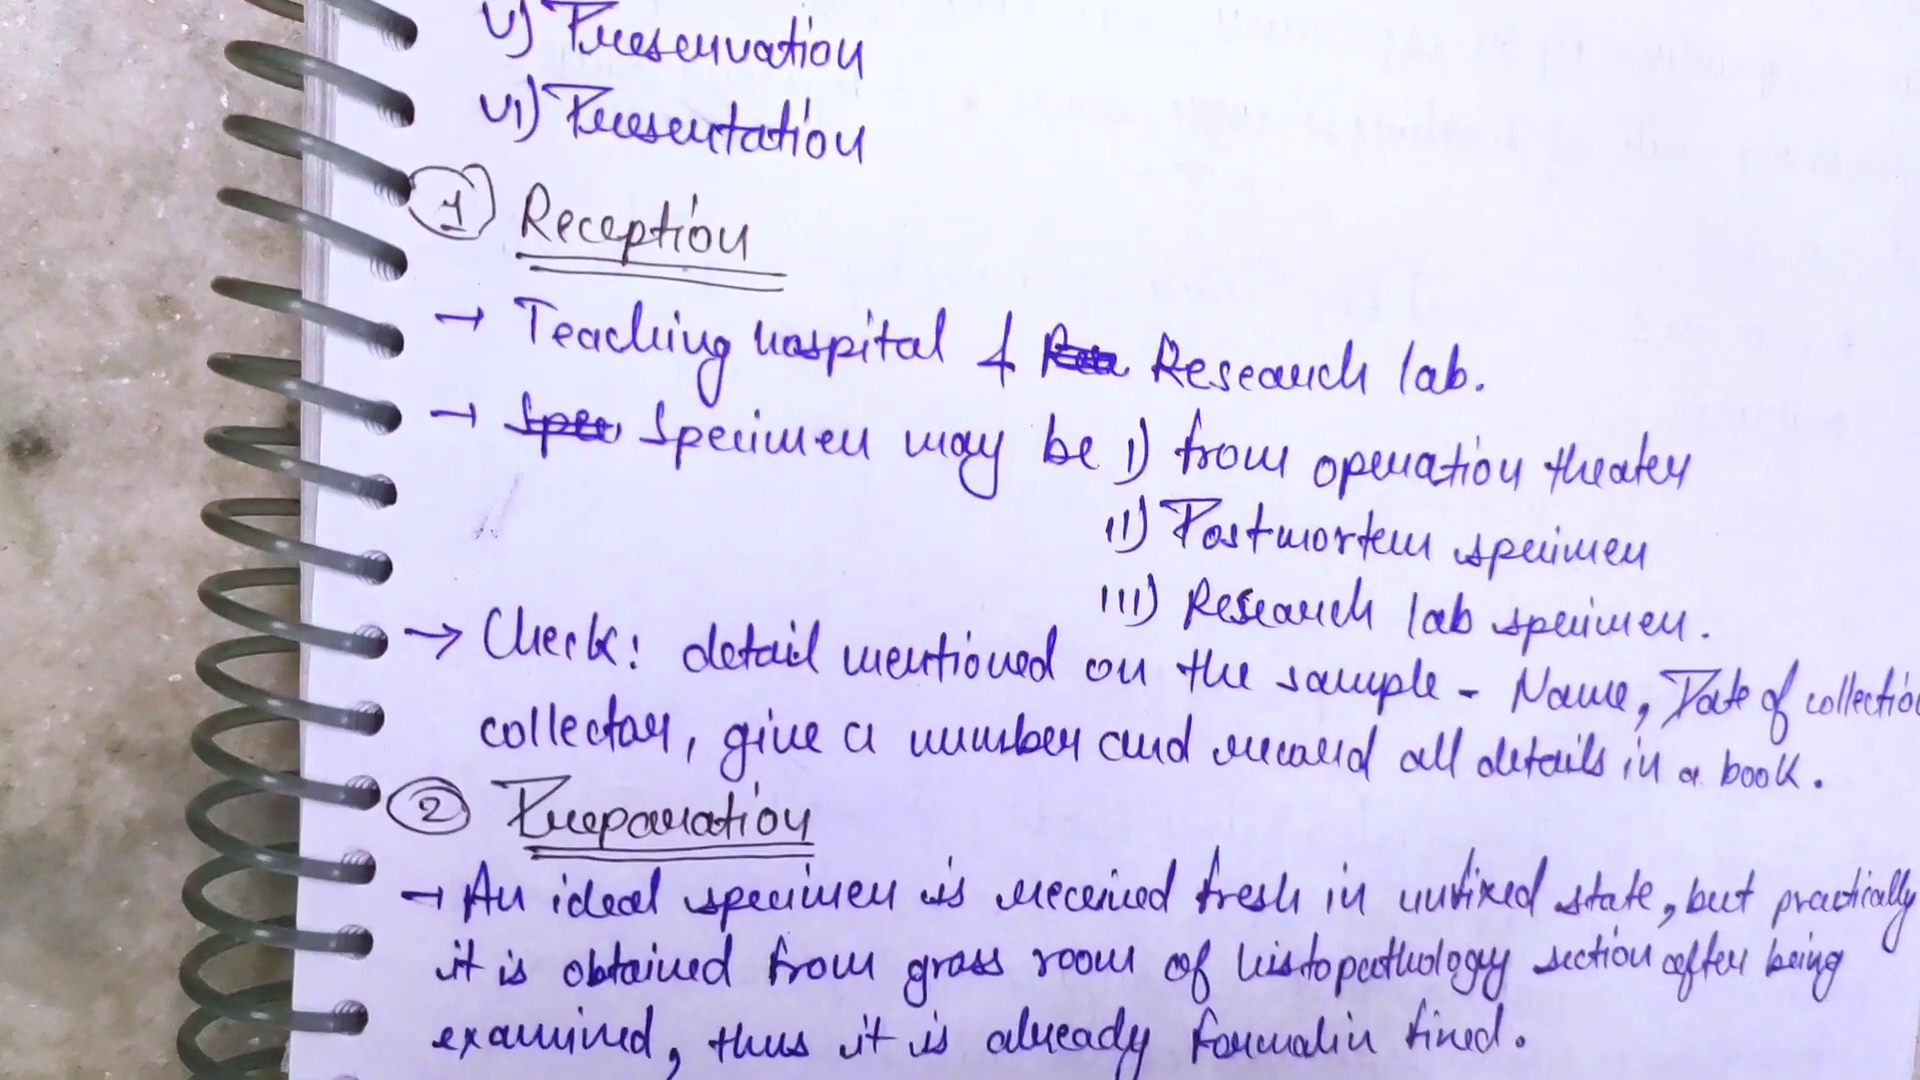 V) Preservation
VI) Presentation
1 Reception
→ Teaching hospital & Research lab.
→ Specimen may be I) from operation theater
II) Postmortem specimen
III) Research lab specimen.
→ Check: detail mentioned on the sample - Name, Date of collection
collector, give a number and record all details in a book.
2 Preparation
→ An ideal specimen is received fresh in unfixed state, but practically
it is obtained from gross room of histopathology section after being
examined, thus it is already formalin fixed.